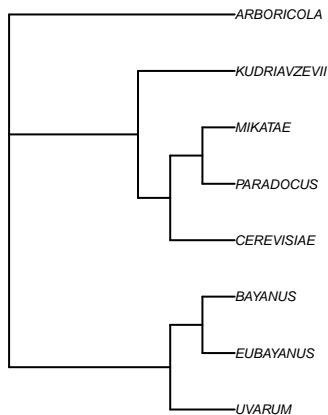 ARBORICOLA
KUDRIAVZEVII
MIKATAE
PARADOCUS
CEREVISIAE
BAYANUS
EUBAYANUS
UVARUM